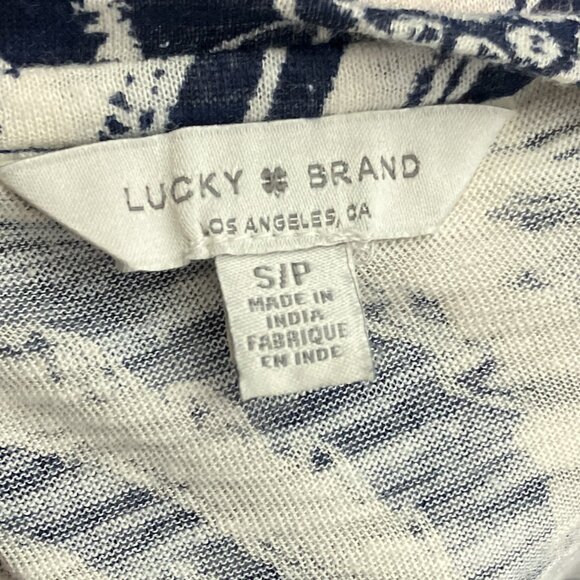 LUCKY BRAND
LOS ANGELES, CA
S/P
MADE IN
INDIA
FABRIQUE
EN INDE